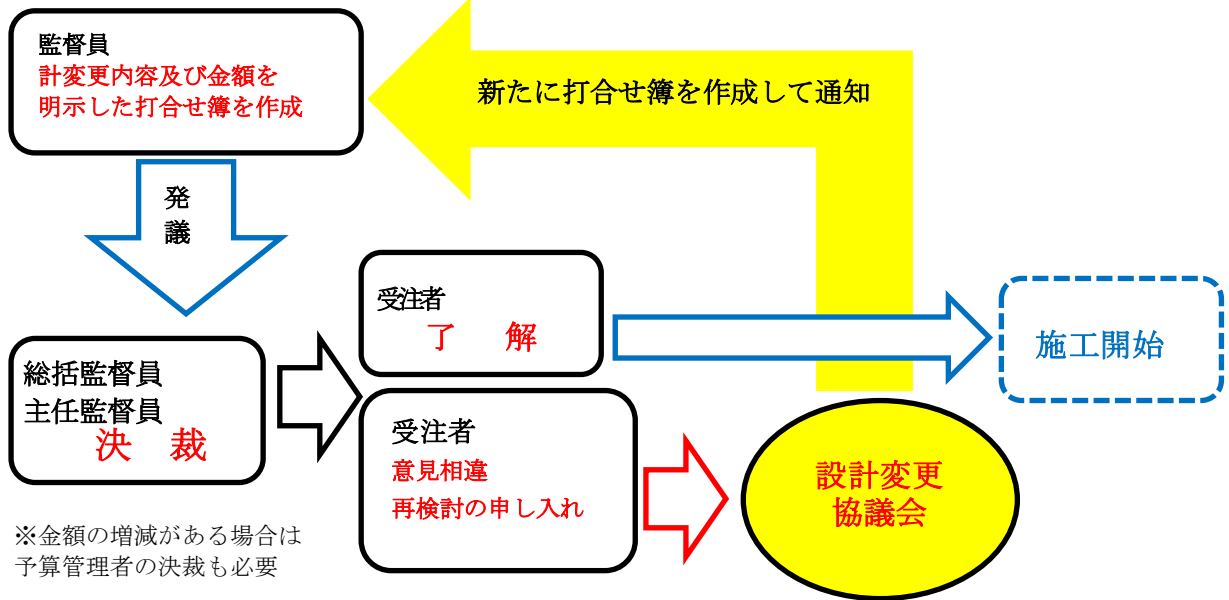 監督員
計変更内容及び金額を
明示した打合せ簿を作成
新たに打合せ簿を作成して通知
発
議
受注者
了　解
施工開始
総括監督員
主任監督員
決　裁
受注者
意見相違
再検討の申し入れ
設計変更
協議会
※金額の増減がある場合は
予算管理者の決裁も必要